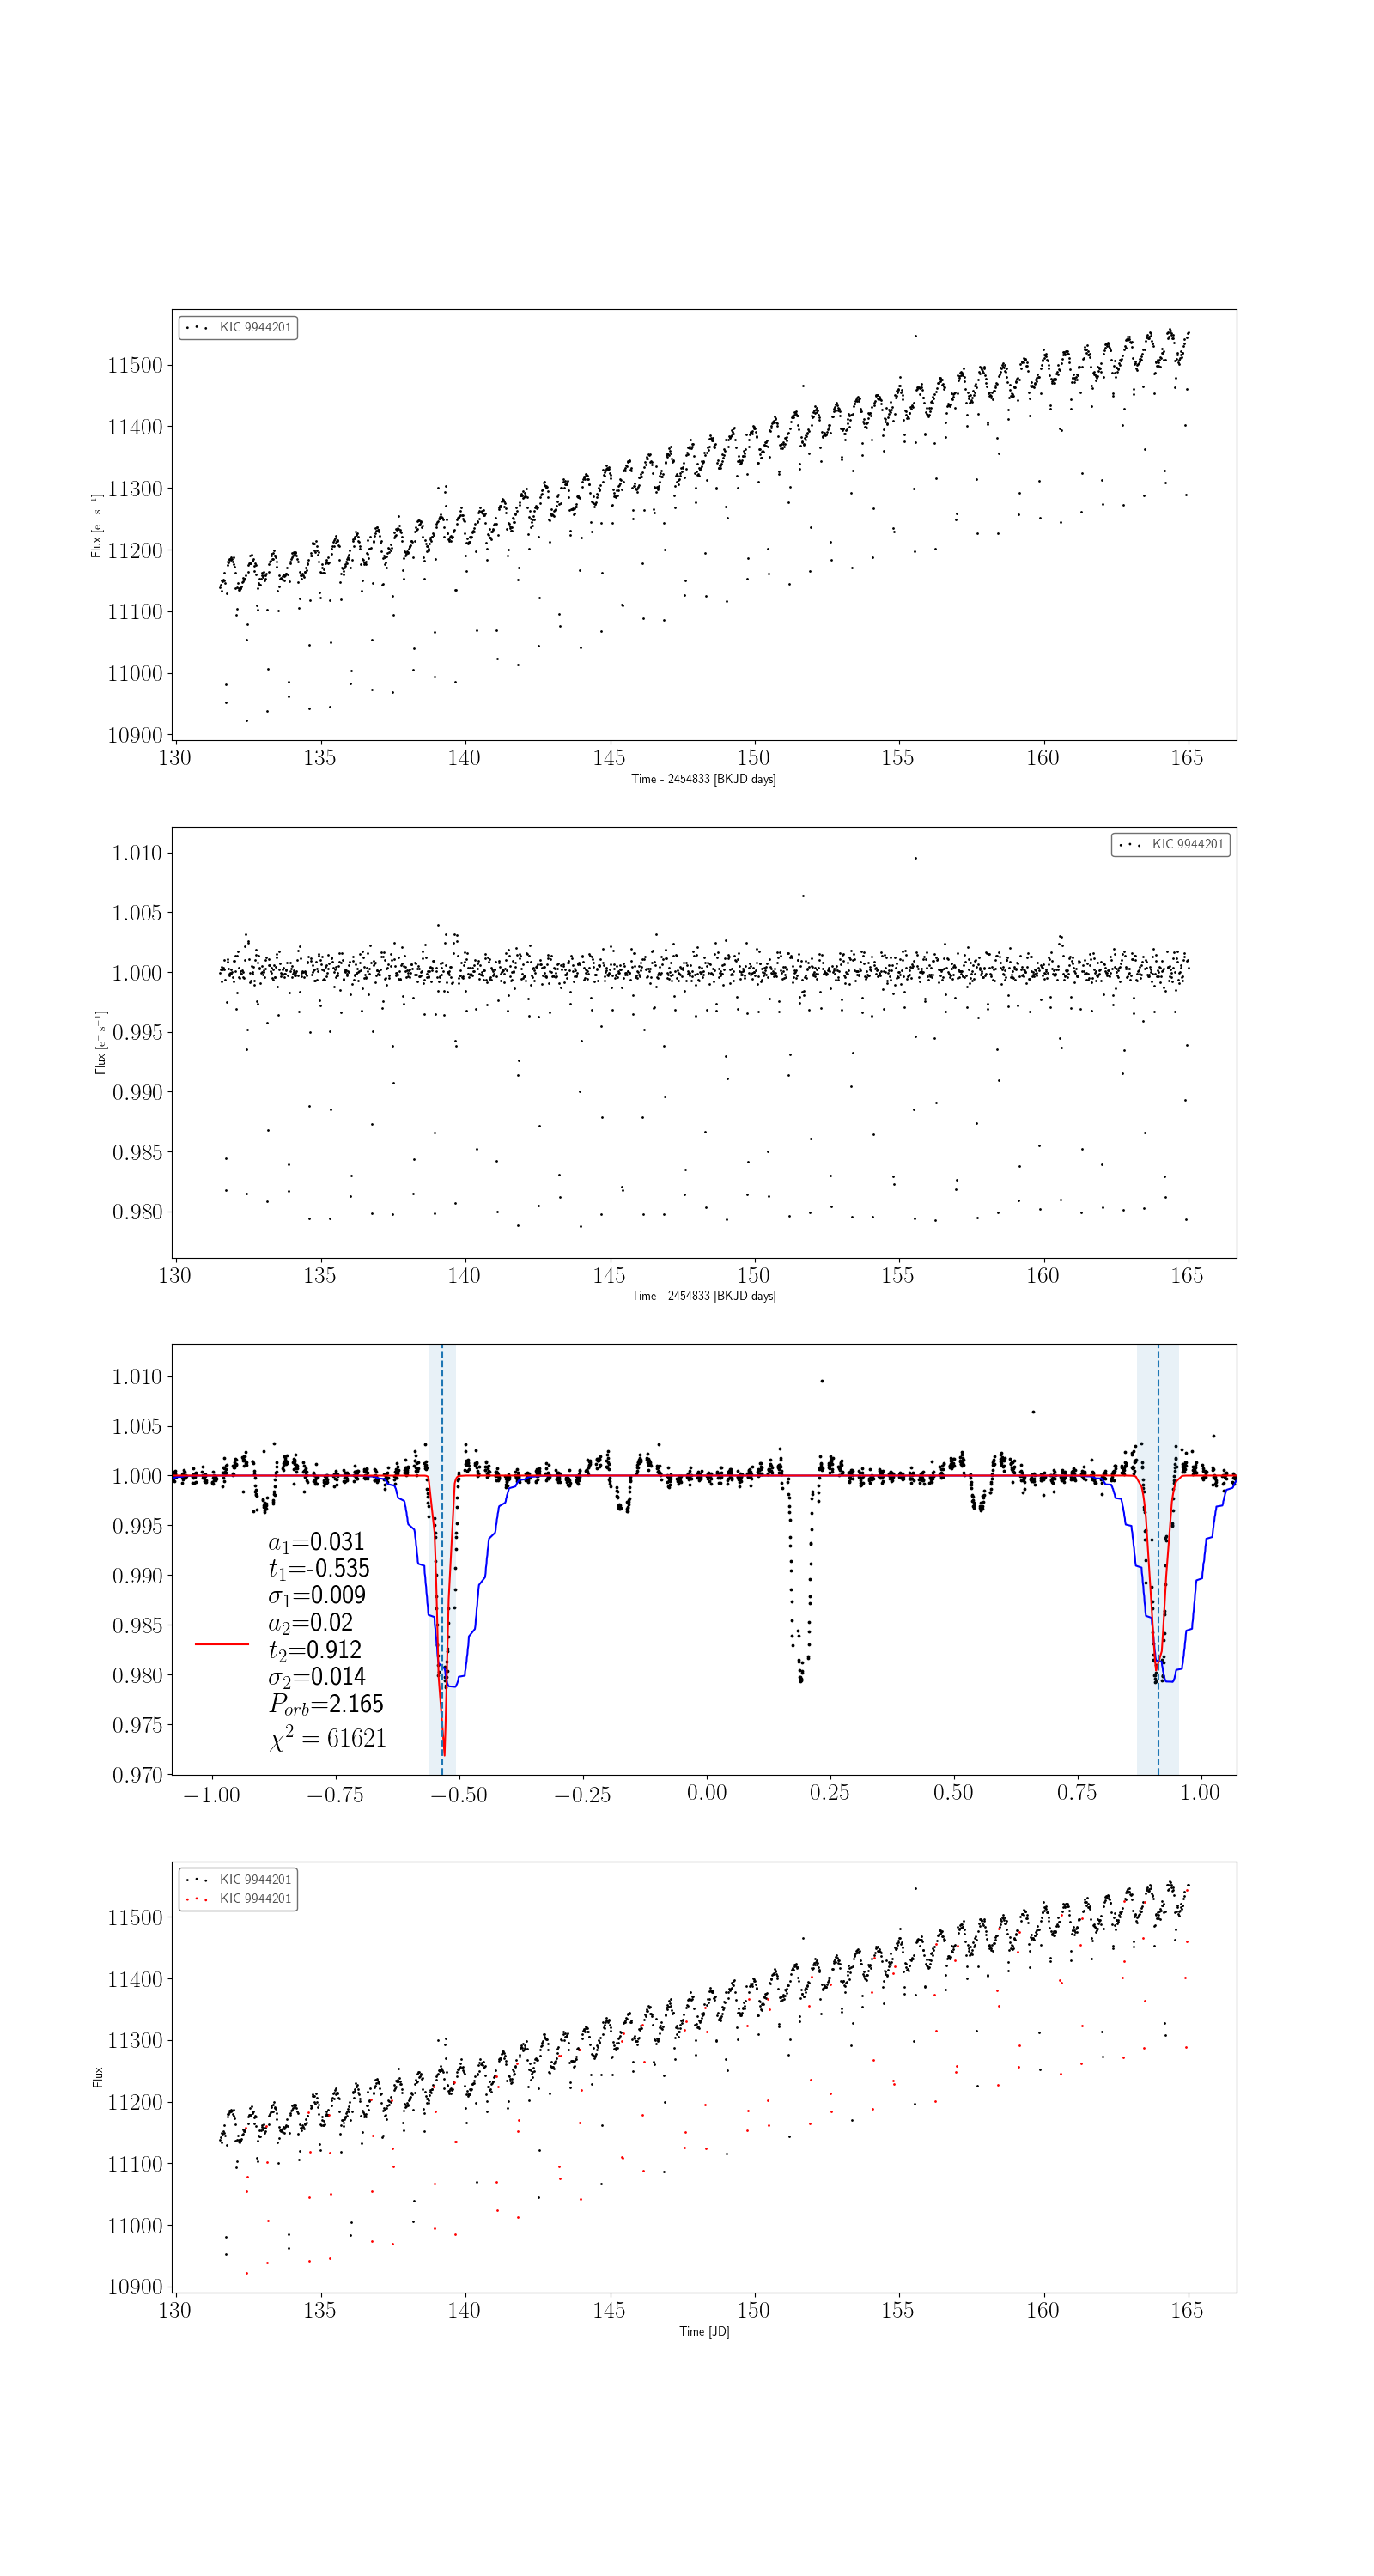 KIC 9944201
11500
11400
11300
11200
11100
11000
10900
Flux [e⁻ s⁻¹]
130 135 140 145 150 155 160 165
Time - 2454833 [BKJD days]
KIC 9944201
1.010
1.005
1.000
0.995
0.990
0.985
0.980
Flux [e⁻ s⁻¹]
130 135 140 145 150 155 160 165
Time - 2454833 [BKJD days]
1.010
1.005
1.000
0.995
0.990
0.985
0.980
0.975
0.970
a₁=0.031
t₁=-0.535
σ₁=0.009
a₂=0.02
t₂=0.912
σ₂=0.014
P_orb=2.165
χ² = 61621
−1.00 −0.75 −0.50 −0.25 0.00 0.25 0.50 0.75 1.00
KIC 9944201
KIC 9944201
11500
11400
11300
11200
11100
11000
10900
Flux
130 135 140 145 150 155 160 165
Time [JD]